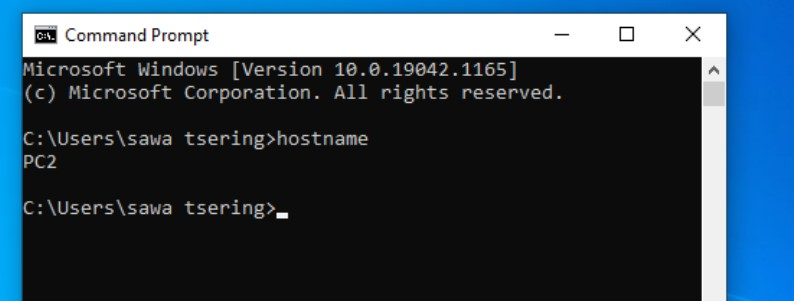 Command Prompt
Microsoft Windows [Version 10.0.19042.1165]
(c) Microsoft Corporation. All rights reserved.
C:\Users\sawa tsering>hostname
PC2
C:\Users\sawa tsering>